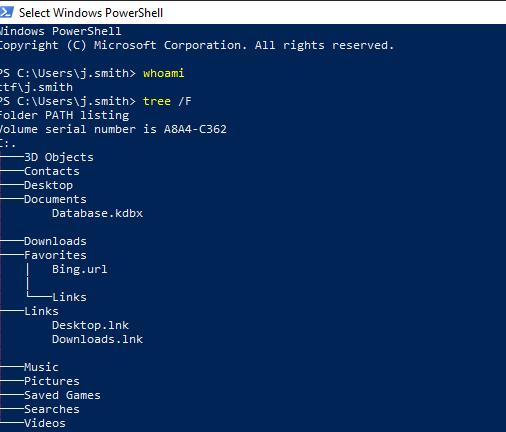 Select Windows PowerShell
Windows PowerShell
Copyright (C) Microsoft Corporation. All rights reserved.
PS C:\Users\j.smith> whoami
ctf\j.smith
PS C:\Users\j.smith> tree /F
Folder PATH listing
Volume serial number is A8A4-C362
C:.
├───3D Objects
├───Contacts
├───Desktop
├───Documents
Database.kdbx
├───Downloads
├───Favorites
│   Bing.url
│
└───Links
├───Links
Desktop.lnk
Downloads.lnk
├───Music
├───Pictures
├───Saved Games
├───Searches
└───Videos